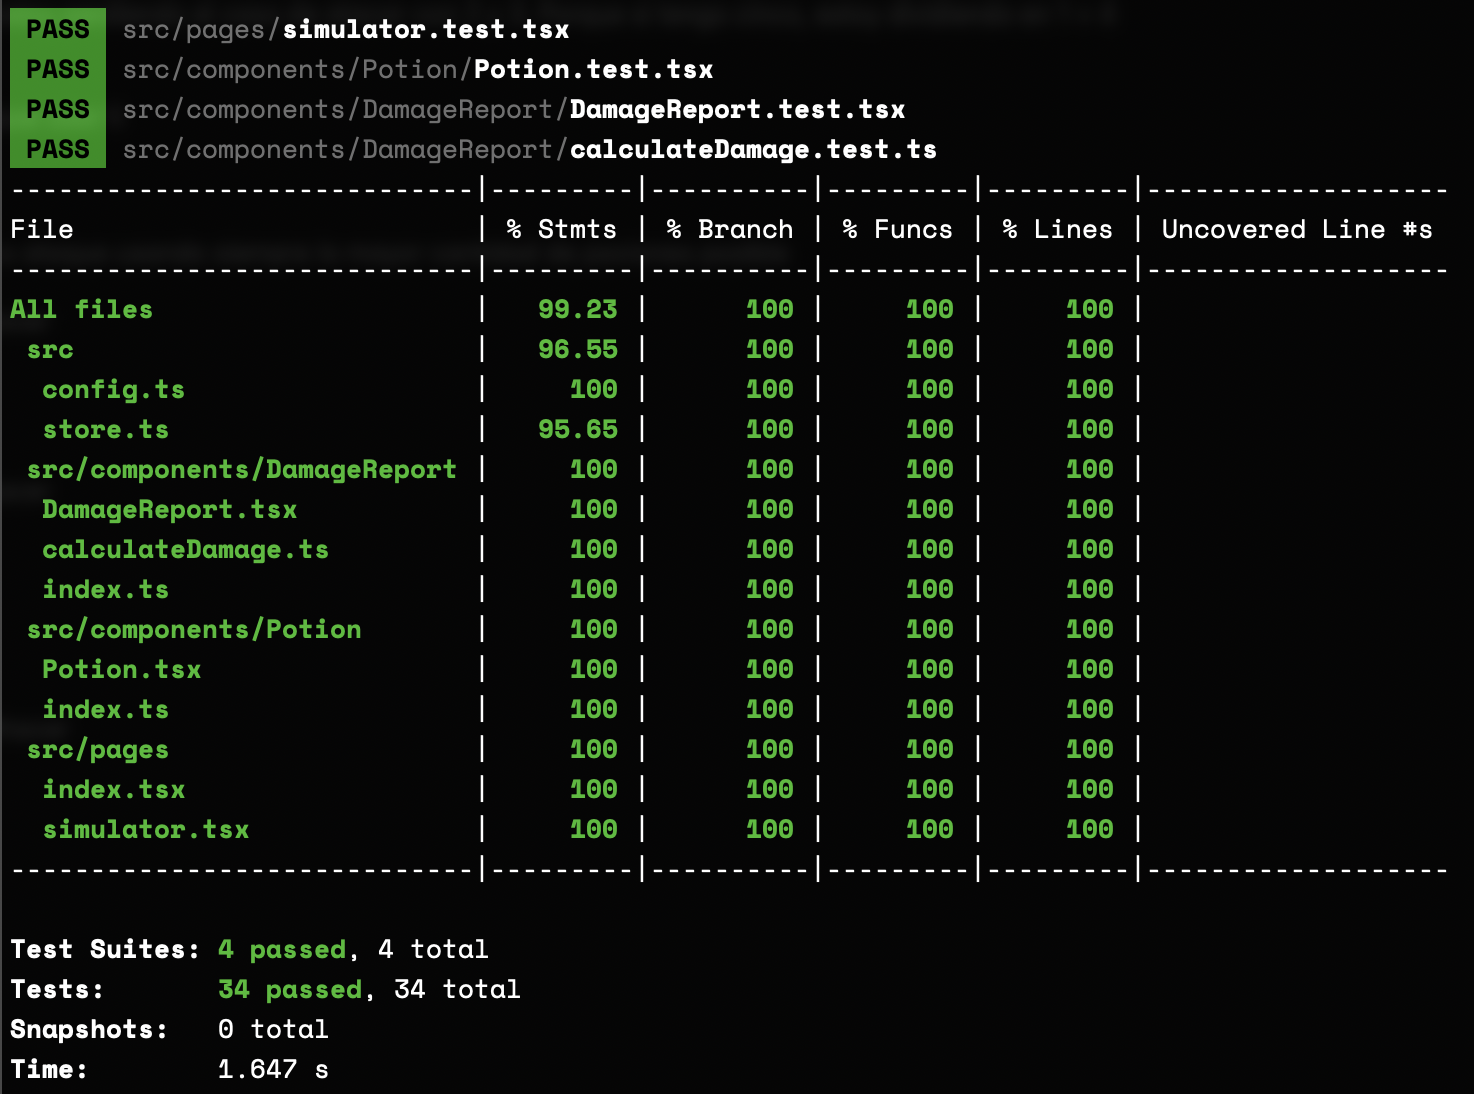 PASS src/pages/simulator.test.tsx
PASS src/components/Potion/Potion.test.tsx
PASS src/components/DamageReport/DamageReport.test.tsx
PASS src/components/DamageReport/calculateDamage.test.ts
-----------------------------|---------|----------|---------|---------|-------------------
File                         | % Stmts | % Branch | % Funcs | % Lines | Uncovered Line #s
-----------------------------|---------|----------|---------|---------|-------------------
All files                    |   99.23 |      100 |     100 |     100 |
 src                         |   96.55 |      100 |     100 |     100 |
  config.ts                  |     100 |      100 |     100 |     100 |
  store.ts                   |   95.65 |      100 |     100 |     100 |
 src/components/DamageReport |     100 |      100 |     100 |     100 |
  DamageReport.tsx           |     100 |      100 |     100 |     100 |
  calculateDamage.ts         |     100 |      100 |     100 |     100 |
  index.ts                   |     100 |      100 |     100 |     100 |
 src/components/Potion       |     100 |      100 |     100 |     100 |
  Potion.tsx                 |     100 |      100 |     100 |     100 |
  index.ts                   |     100 |      100 |     100 |     100 |
 src/pages                   |     100 |      100 |     100 |     100 |
  index.tsx                  |     100 |      100 |     100 |     100 |
  simulator.tsx              |     100 |      100 |     100 |     100 |
-----------------------------|---------|----------|---------|---------|-------------------
Test Suites: 4 passed, 4 total
Tests:       34 passed, 34 total
Snapshots:   0 total
Time:        1.647 s